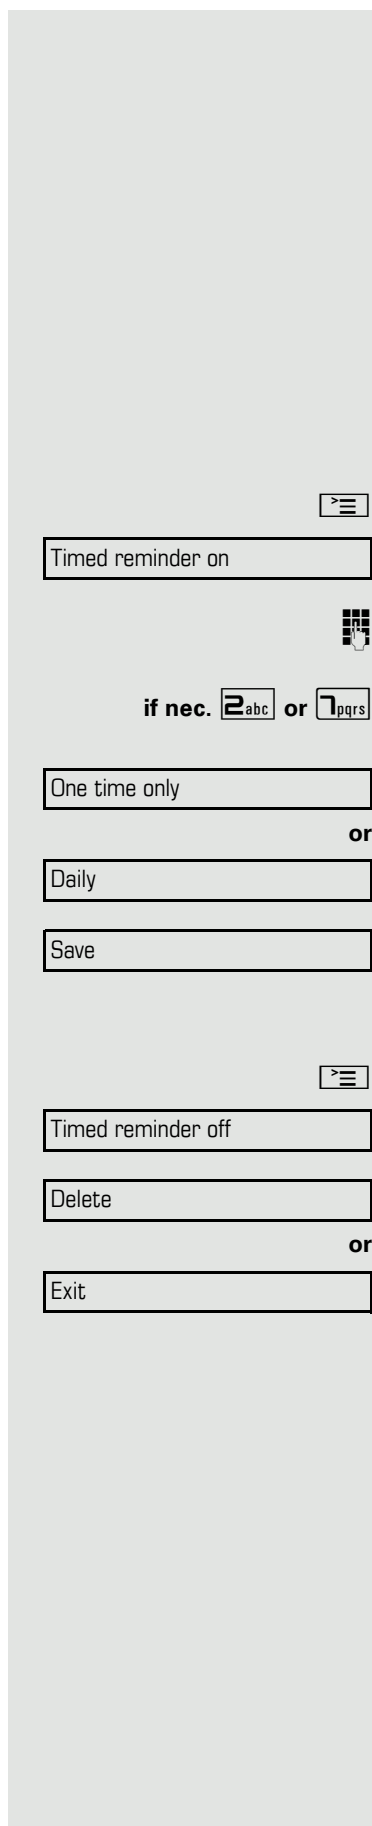 Timed reminder on
if nec. 2abc or 7pqrs
One time only
or
Daily
Save
Timed reminder off
Delete
or
Exit